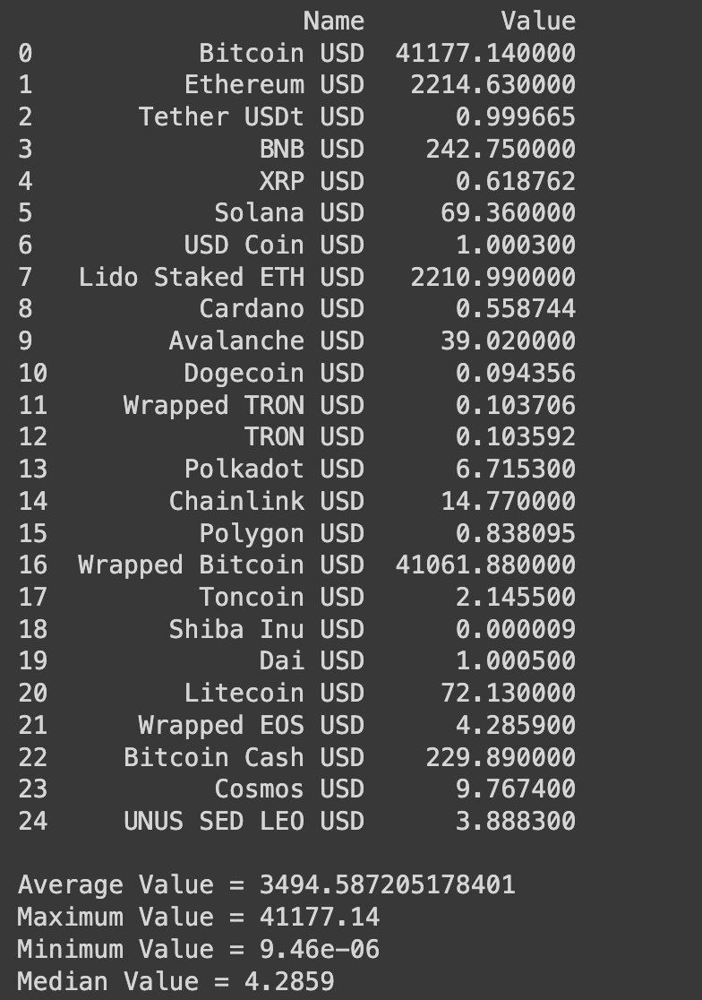 Name Value
0 Bitcoin USD 41177.140000
1 Ethereum USD 2214.630000
2 Tether USDt USD 0.999665
3 BNB USD 242.750000
4 XRP USD 0.618762
5 Solana USD 69.360000
6 USD Coin USD 1.000300
7 Lido Staked ETH USD 2210.990000
8 Cardano USD 0.558744
9 Avalanche USD 39.020000
10 Dogecoin USD 0.094356
11 Wrapped TRON USD 0.103706
12 TRON USD 0.103592
13 Polkadot USD 6.715300
14 Chainlink USD 14.770000
15 Polygon USD 0.838095
16 Wrapped Bitcoin USD 41061.880000
17 Toncoin USD 2.145500
18 Shiba Inu USD 0.000009
19 Dai USD 1.000500
20 Litecoin USD 72.130000
21 Wrapped EOS USD 4.285900
22 Bitcoin Cash USD 229.890000
23 Cosmos USD 9.767400
24 UNUS SED LEO USD 3.888300
Average Value = 3494.587205178401
Maximum Value = 41177.14
Minimum Value = 9.46e-06
Median Value = 4.2859